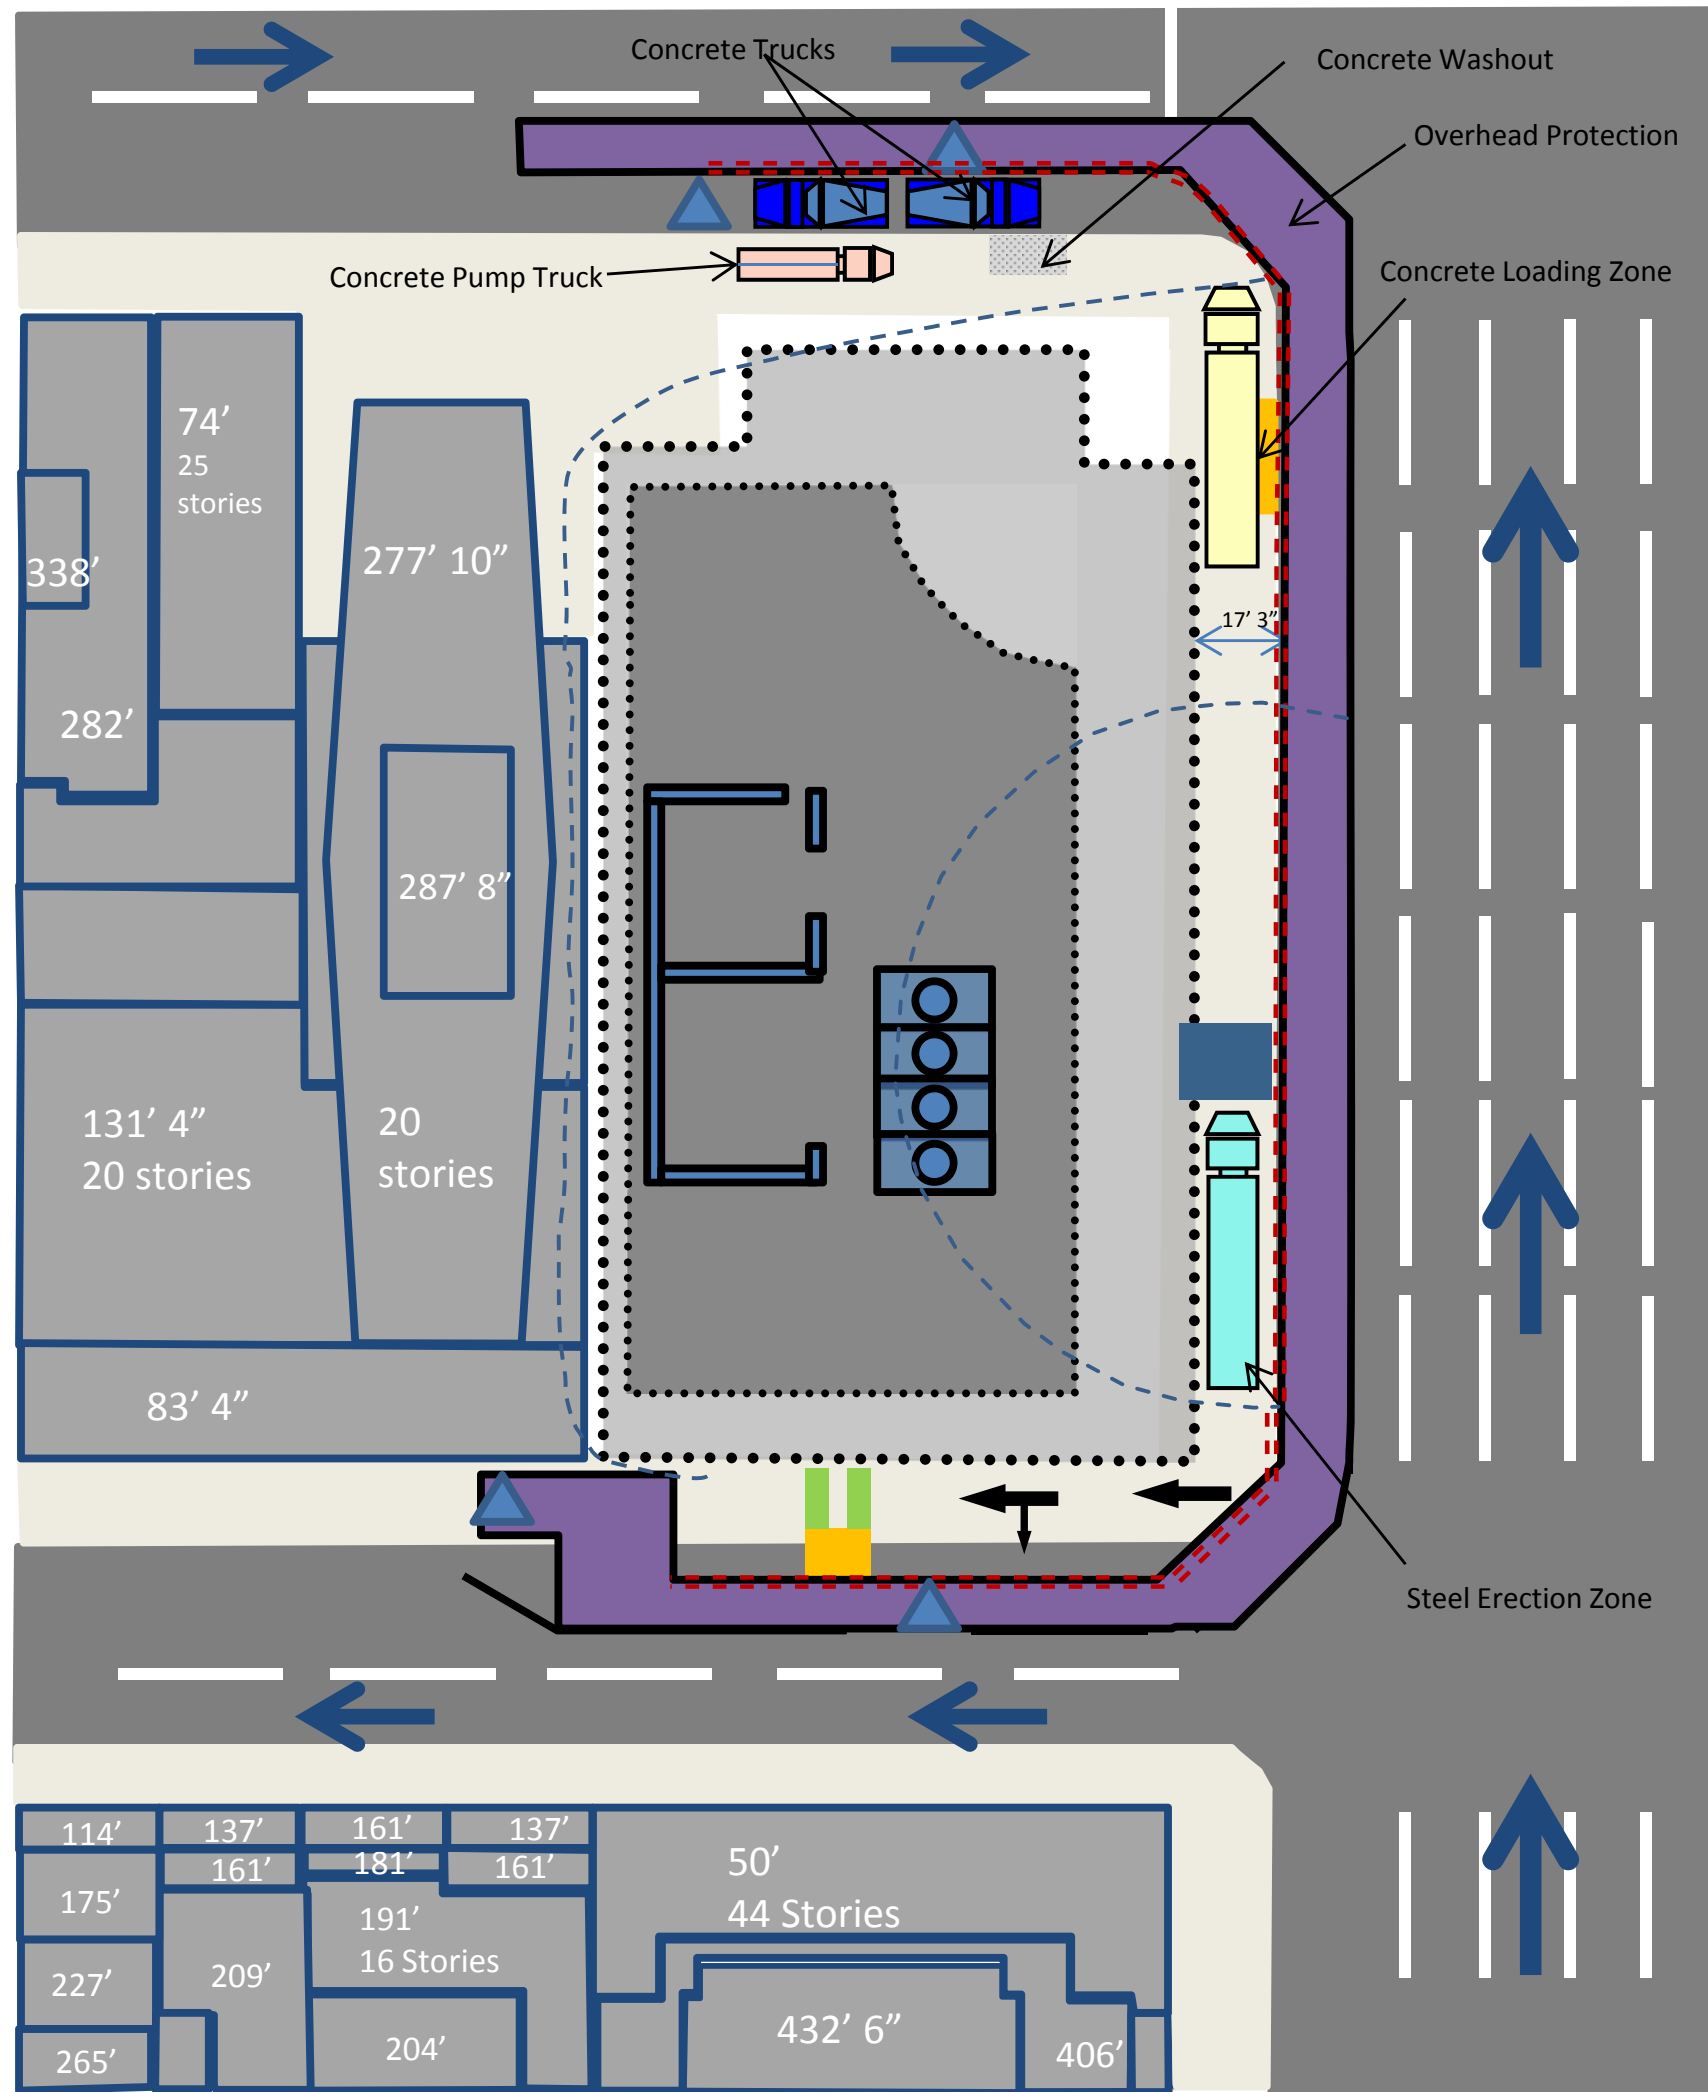 Concrete Trucks
Concrete Washout
Overhead Protection
Concrete Pump Truck
Concrete Loading Zone
74’
25
stories
338’
277’ 10”
17’ 3”
282’
287’ 8”
131’ 4”
20 stories
20
stories
83’ 4”
Steel Erection Zone
114’
137’
161’
137’
161’
181’
161’
175’
50’
44 Stories
191’
16 Stories
227’
209’
432’ 6”
265’
204’
406’